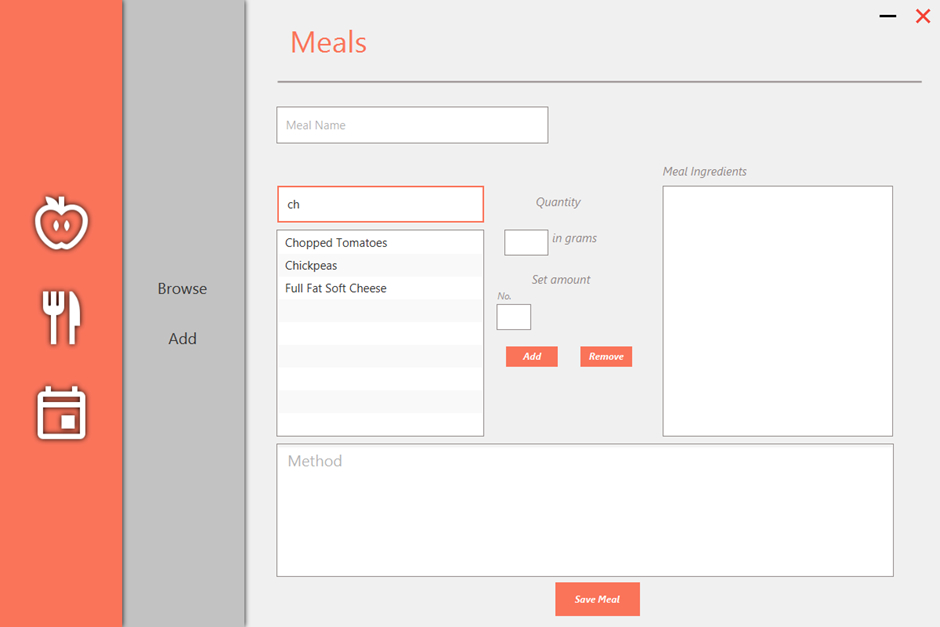 Meals
Meal Name
Meal Ingredients
ch
Quantity
Chopped Tomatoes
in grams
Chickpeas
Set amount
Full Fat Soft Cheese
Browse
No.
Add
Add
Remove
Method
Save Meal